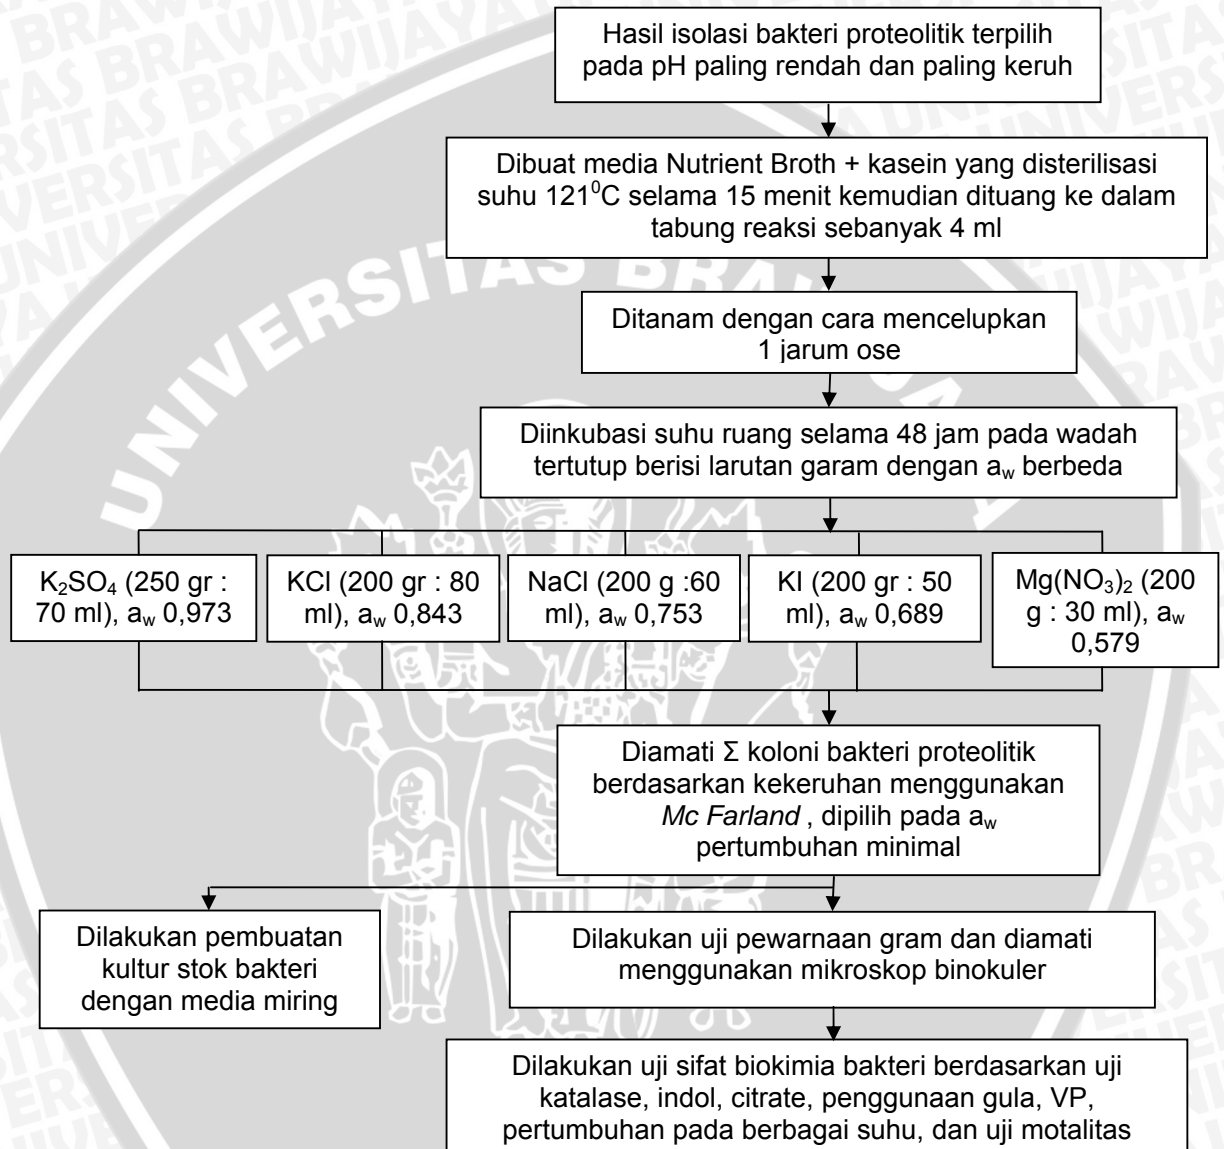 Hasil isolasi bakteri proteolitik terpilih
pada pH paling rendah dan paling keruh
Dibuat media Nutrient Broth + kasein yang disterilisasi
suhu 121⁰C selama 15 menit kemudian dituang ke dalam
tabung reaksi sebanyak 4 ml
Ditanam dengan cara mencelupkan
1 jarum ose
Diinkubasi suhu ruang selama 48 jam pada wadah
tertutup berisi larutan garam dengan a_w berbeda
K₂SO₄ (250 gr :
70 ml), a_w 0,973
KCl (200 gr : 80
ml), a_w 0,843
NaCl (200 g :60
ml), a_w 0,753
KI (200 gr : 50
ml), a_w 0,689
Mg(NO₃)₂ (200
g : 30 ml), a_w
0,579
Diamati Σ koloni bakteri proteolitik
berdasarkan kekeruhan menggunakan
Mc Farland , dipilih pada a_w
pertumbuhan minimal
Dilakukan pembuatan
kultur stok bakteri
dengan media miring
Dilakukan uji pewarnaan gram dan diamati
menggunakan mikroskop binokuler
Dilakukan uji sifat biokimia bakteri berdasarkan uji
katalase, indol, citrate, penggunaan gula, VP,
pertumbuhan pada berbagai suhu, dan uji motalitas